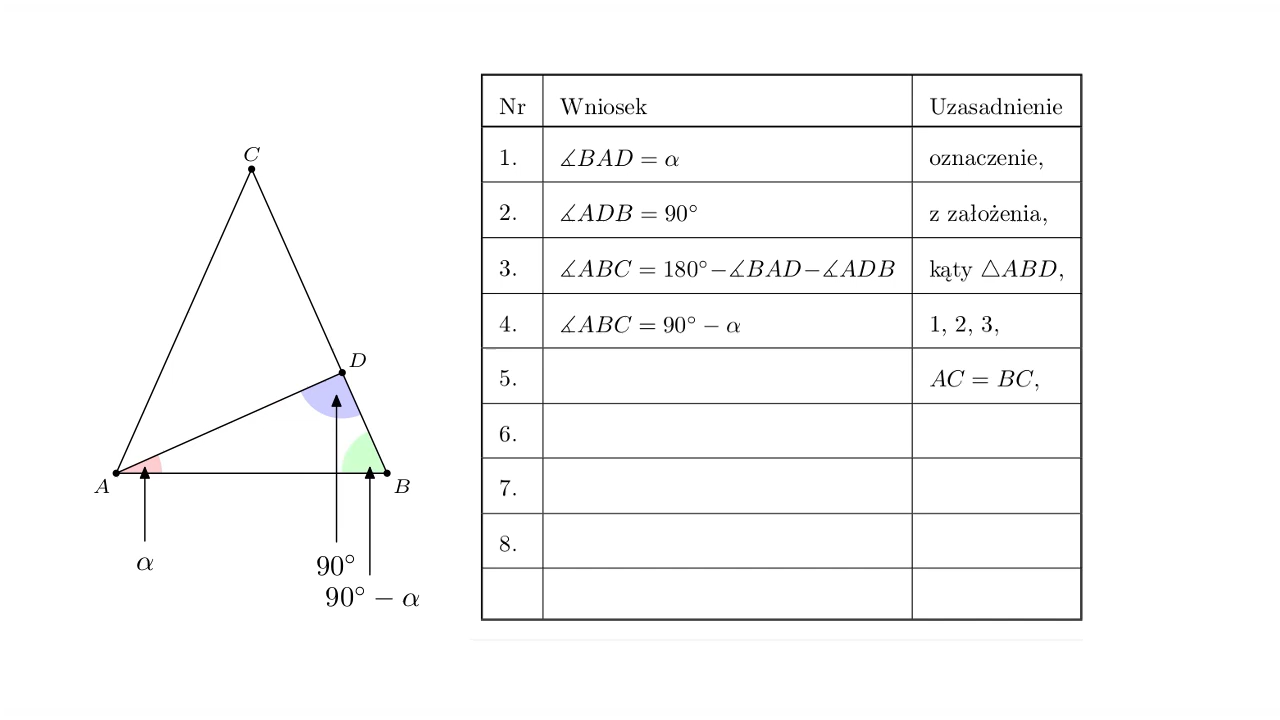 C
D
A
B
α
90°
90° − α
Nr Wniosek Uzasadnienie
1. ∡BAD = α oznaczenie,
2. ∡ADB = 90° z założenia,
3. ∡ABC = 180°−∡BAD−∡ADB kąty △ABD,
4. ∡ABC = 90° − α 1, 2, 3,
5. AC = BC,
6.
7.
8.